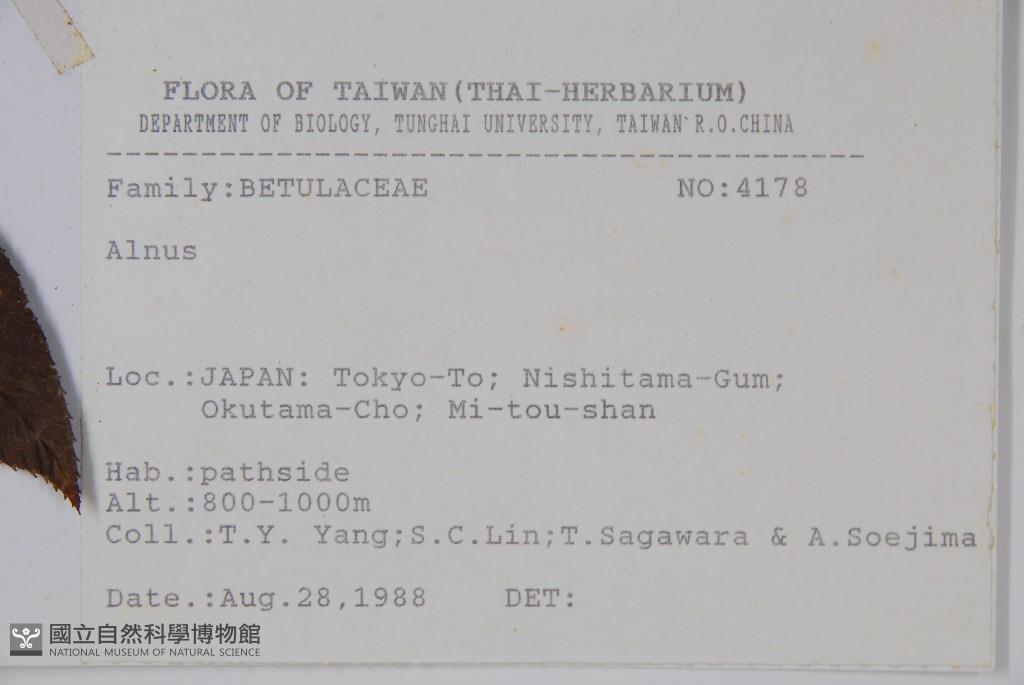 FLORA OF TAIWAN(THAI-HERBARIUM)
DEPARTMENT OF BIOLOGY, TUNGHAI UNIVERSITY, TAIWAN R.O.CHINA
Family:BETULACEAE NO:4178
Alnus
Loc.:JAPAN: Tokyo-To; Nishitama-Gum;
Okutama-Cho; Mi-tou-shan
Hab.:pathside
Alt.:800-1000m
Coll.:T.Y. Yang;S.C.Lin;T.Sagawara & A.Soejima
Date.:Aug.28,1988 DET:
國立自然科學博物館
NATIONAL MUSEUM OF NATURAL SCIENCE